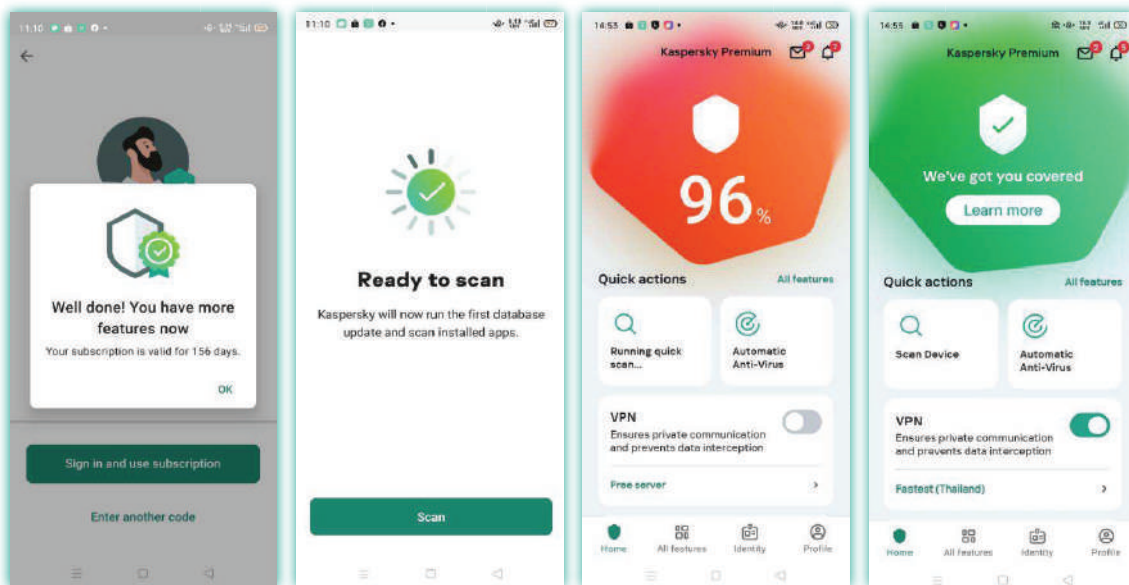 11:10
Well done! You have more
features now
Your subscription is valid for 156 days.
OK
Sign in and use subscription
Enter another code
11:10
Ready to scan
Kaspersky will now run the first database
update and scan installed apps.
Scan
14:53
Kaspersky Premium
96%
Quick actions
All features
Running quick
scan...
Automatic
Anti-Virus
VPN
Ensures private communication
and prevents data interception
Free server
Home
All features
Identity
Profile
14:55
Kaspersky Premium
We've got you covered
Learn more
Quick actions
All features
Scan Device
Automatic
Anti-Virus
VPN
Ensures private communication
and prevents data interception
Fastest (Thailand)
Home
All features
Identity
Profile